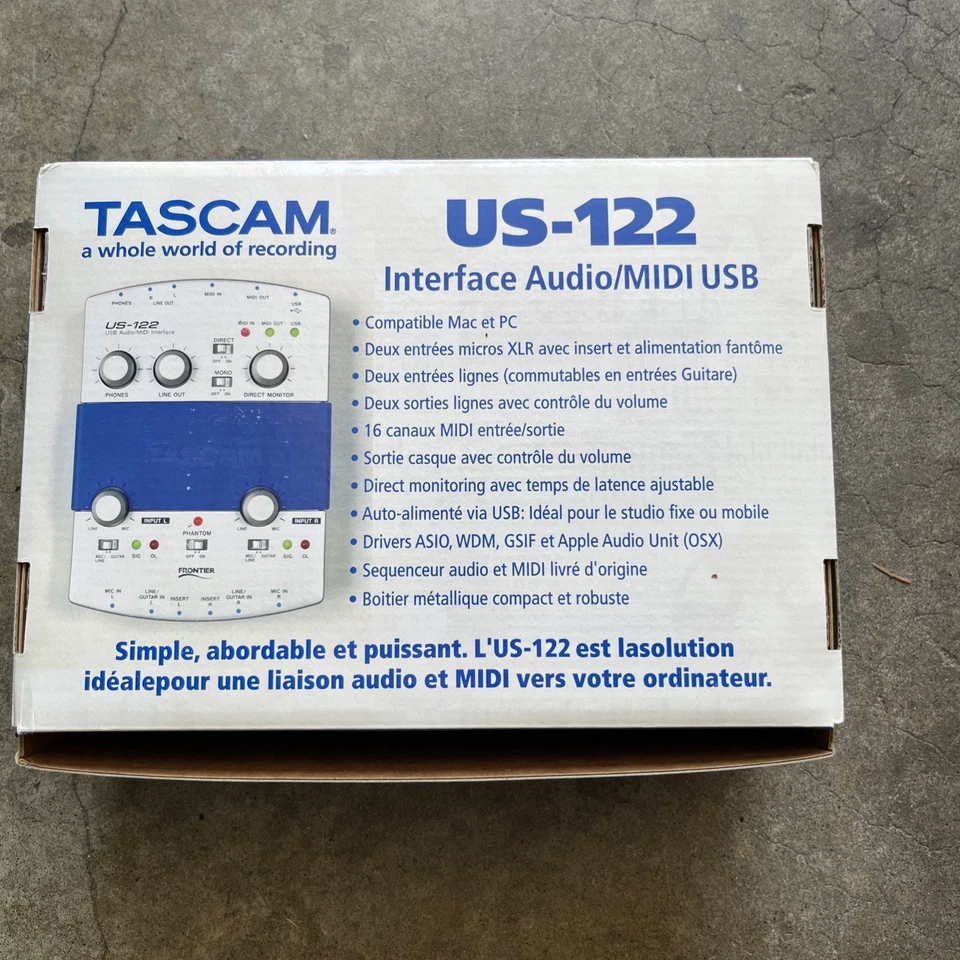 TASCAM®
a whole world of recording
US-122
Interface Audio/MIDI USB
• Compatible Mac et PC
• Deux entrées micros XLR avec insert et alimentation fantôme
• Deux entrées lignes (commutables en entrées Guitare)
• Deux sorties lignes avec contrôle du volume
• 16 canaux MIDI entrée/sortie
• Sortie casque avec contrôle du volume
• Direct monitoring avec temps de latence ajustable
• Auto-alimenté via USB: Idéal pour le studio fixe ou mobile
• Drivers ASIO, WDM, GSIF et Apple Audio Unit (OSX)
• Sequenceur audio et MIDI livré d'origine
• Boitier métallique compact et robuste
PHONES R LINE OUT L MIDI IN MIDI OUT USB
US-122
USB Audio/MIDI Interface
MIDI IN MIDI OUT USB
DIRECT
OFF ON
MONO
OFF ON
PHONES LINE OUT DIRECT MONITOR
TASCAM
LINE MIC INPUT L LINE MIC INPUT R
PHANTOM
MIC/LINE GUITAR SIG OL OFF ON MIC/LINE GUITAR SIG OL
FRONTIER
MIC IN L LINE/GUITAR IN L INSERT L INSERT R LINE/GUITAR IN R MIC IN R
Simple, abordable et puissant. L'US-122 est lasolution
idéalepour une liaison audio et MIDI vers votre ordinateur.